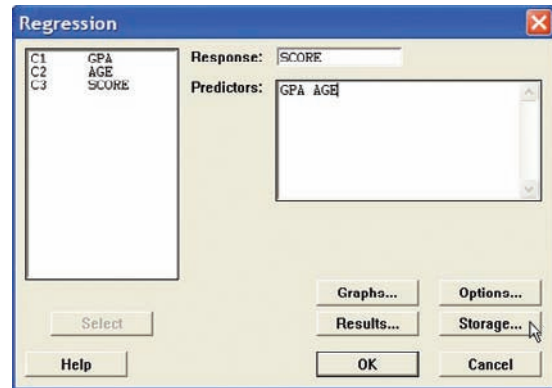 Regression
C1 GPA
C2 AGE
C3 SCORE
Response: SCORE
Predictors: GPA AGE
Graphs... Options...
Select Results... Storage...
Help OK Cancel